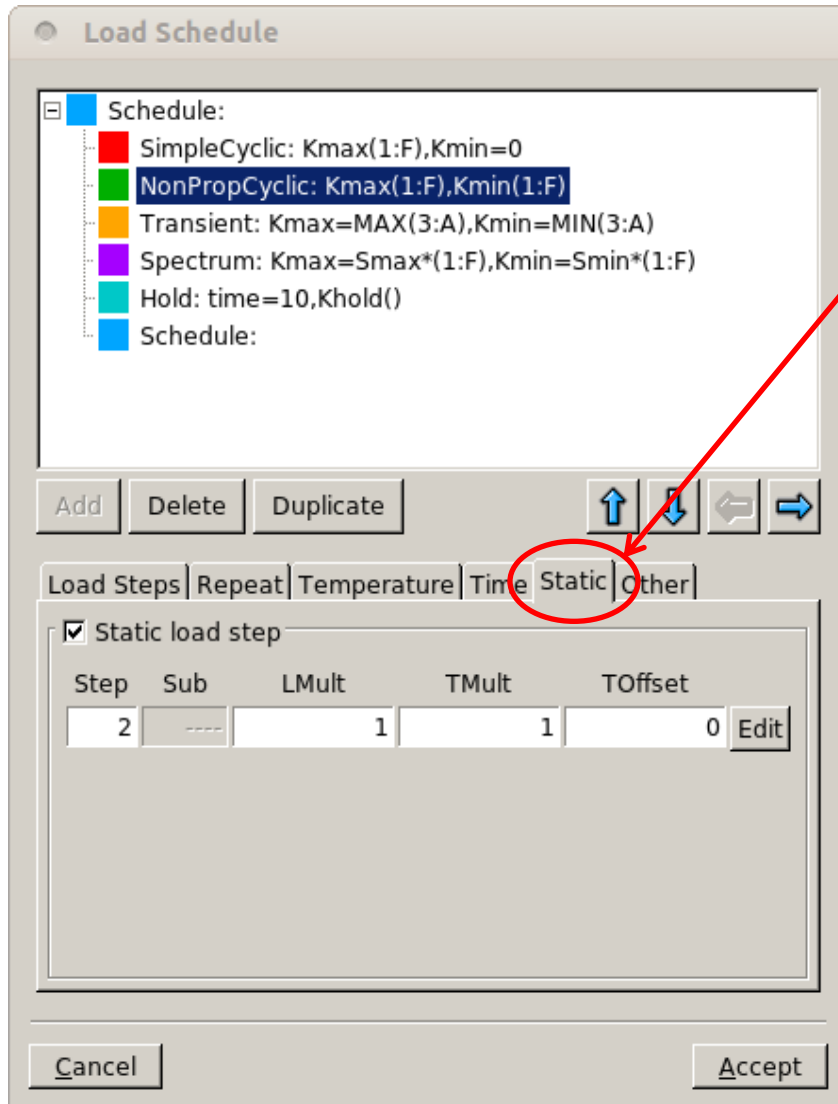 Load Schedule
Schedule:
SimpleCyclic: Kmax(1:F),Kmin=0
NonPropCyclic: Kmax(1:F),Kmin(1:F)
Transient: Kmax=MAX(3:A),Kmin=MIN(3:A)
Spectrum: Kmax=Smax*(1:F),Kmin=Smin*(1:F)
Hold: time=10,Khold()
Schedule:
Add Delete Duplicate
Load Steps Repeat Temperature Time Static Other
Static load step
Step Sub LMult TMult TOffset
2 ---- 1 1 0 Edit
Cancel Accept